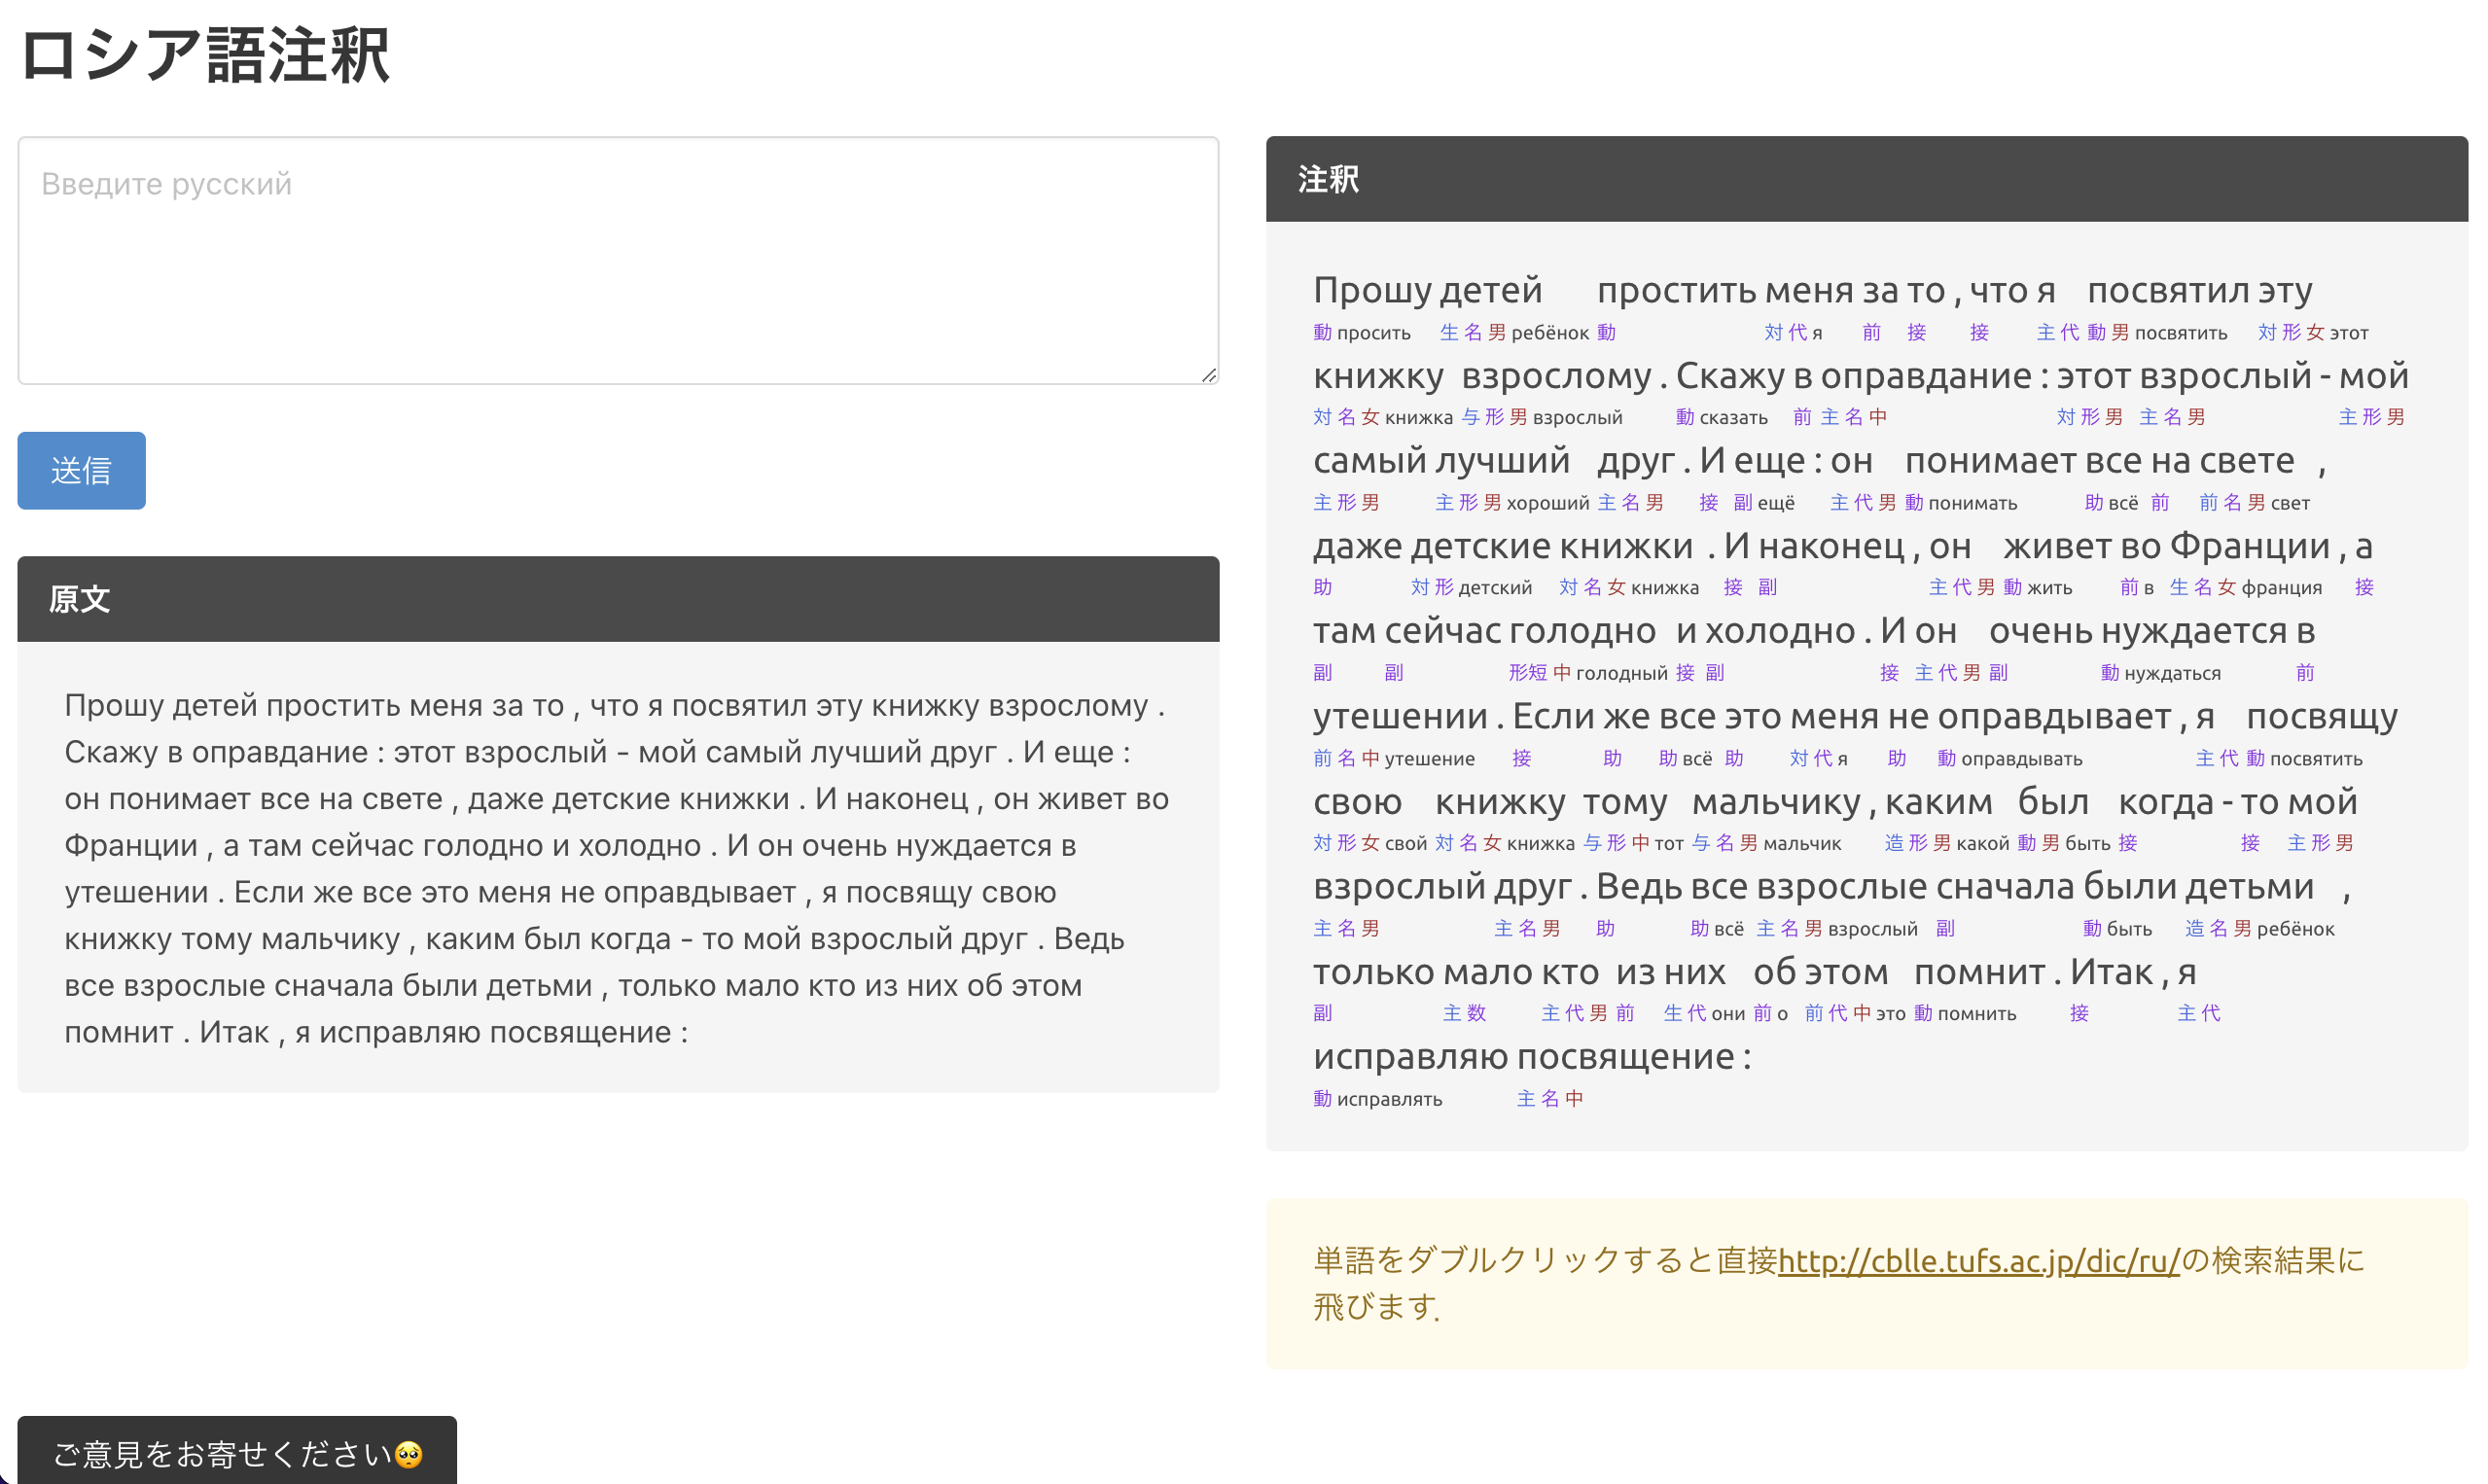 ロシア語注釈
Введите русский
送信
原文
Прошу детей простить меня за то , что я посвятил эту книжку взрослому .
Скажу в оправдание : этот взрослый - мой самый лучший друг . И еще :
он понимает все на свете , даже детские книжки . И наконец , он живет во
Франции , а там сейчас голодно и холодно . И он очень нуждается в
утешении . Если же все это меня не оправдывает , я посвящу свою
книжку тому мальчику , каким был когда - то мой взрослый друг . Ведь
все взрослые сначала были детьми , только мало кто из них об этом
помнит . Итак , я исправляю посвящение :
注釈
Прошу детей простить меня за то , что я посвятил эту
動 просить 生 名 男 ребёнок 動 対 代 я 前 接 接 主 代 動 男 посвятить 対 形 女 этот
книжку взрослому . Скажу в оправдание : этот взрослый - мой
対 名 女 книжка 与 形 男 взрослый 動 сказать 前 主 名 中 対 形 男 主 名 男 主 形 男
самый лучший друг . И еще : он понимает все на свете ,
主 形 男 主 形 男 хороший 主 名 男 接 副 ещё 主 代 男 動 понимать 助 всё 前 前 名 男 свет
даже детские книжки . И наконец , он живет во Франции , а
助 対 形 детский 対 名 女 книжка 接 副 主 代 男 動 жить 前 в 生 名 女 франция 接
там сейчас голодно и холодно . И он очень нуждается в
副 副 形短 中 голодный 接 副 接 主 代 男 副 動 нуждаться 前
утешении . Если же все это меня не оправдывает , я посвящу
前 名 中 утешение 接 助 助 всё 助 対 代 я 助 動 оправдывать 主 代 動 посвятить
свою книжку тому мальчику , каким был когда - то мой
対 形 女 свой 対 名 女 книжка 与 形 中 тот 与 名 男 мальчик 造 形 男 какой 動 男 быть 接 接 主 形 男
взрослый друг . Ведь все взрослые сначала были детьми ,
主 名 男 主 名 男 助 助 всё 主 名 男 взрослый 副 動 быть 造 名 男 ребёнок
только мало кто из них об этом помнит . Итак , я
副 主 数 主 代 男 前 生 代 они 前 о 前 代 中 это 動 помнить 接 主 代
исправляю посвящение :
動 исправлять 主 名 中
単語をダブルクリックすると直接http://cblle.tufs.ac.jp/dic/ru/の検索結果に
飛びます．
ご意見をお寄せください🥺